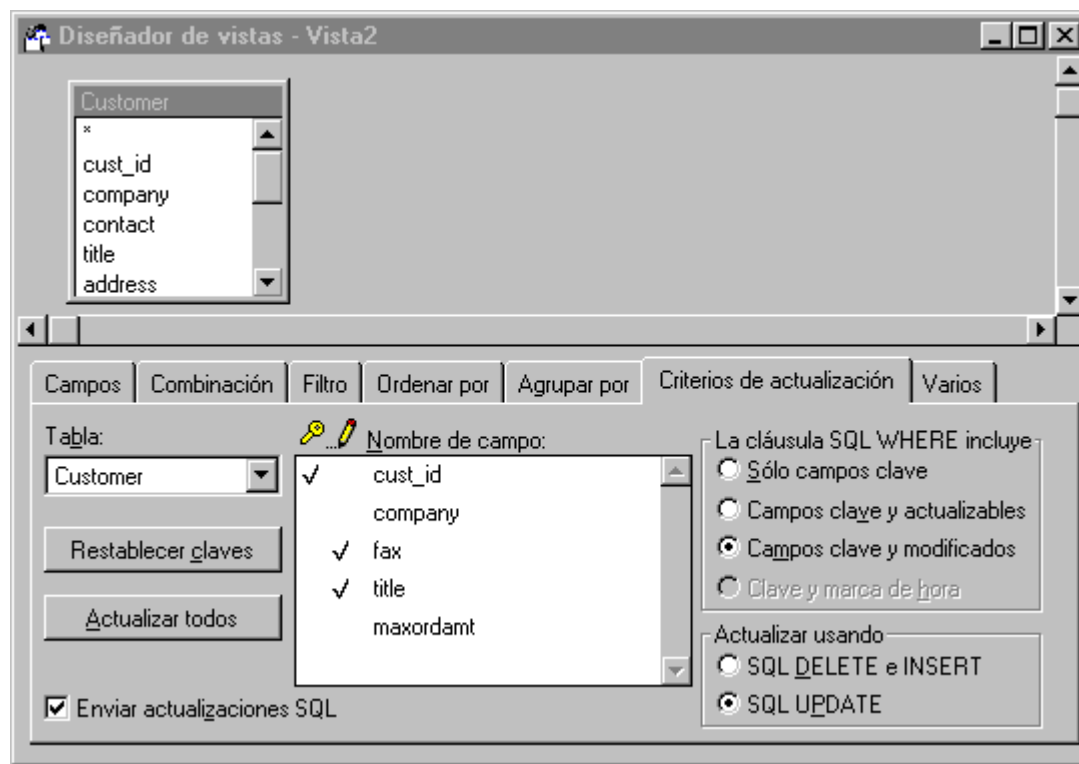 Diseñador de vistas - Vista2
Customer
*
cust_id
company
contact
title
address
Campos
Combinación
Filtro
Ordenar por
Agrupar por
Criterios de actualización
Varios
Tabla:
Customer
Restablecer claves
Actualizar todos
Enviar actualizaciones SQL
... Nombre de campo:
cust_id
company
fax
title
maxordamt
La cláusula SQL WHERE incluye
Sólo campos clave
Campos clave y actualizables
Campos clave y modificados
Clave y marca de hora
Actualizar usando
SQL DELETE e INSERT
SQL UPDATE